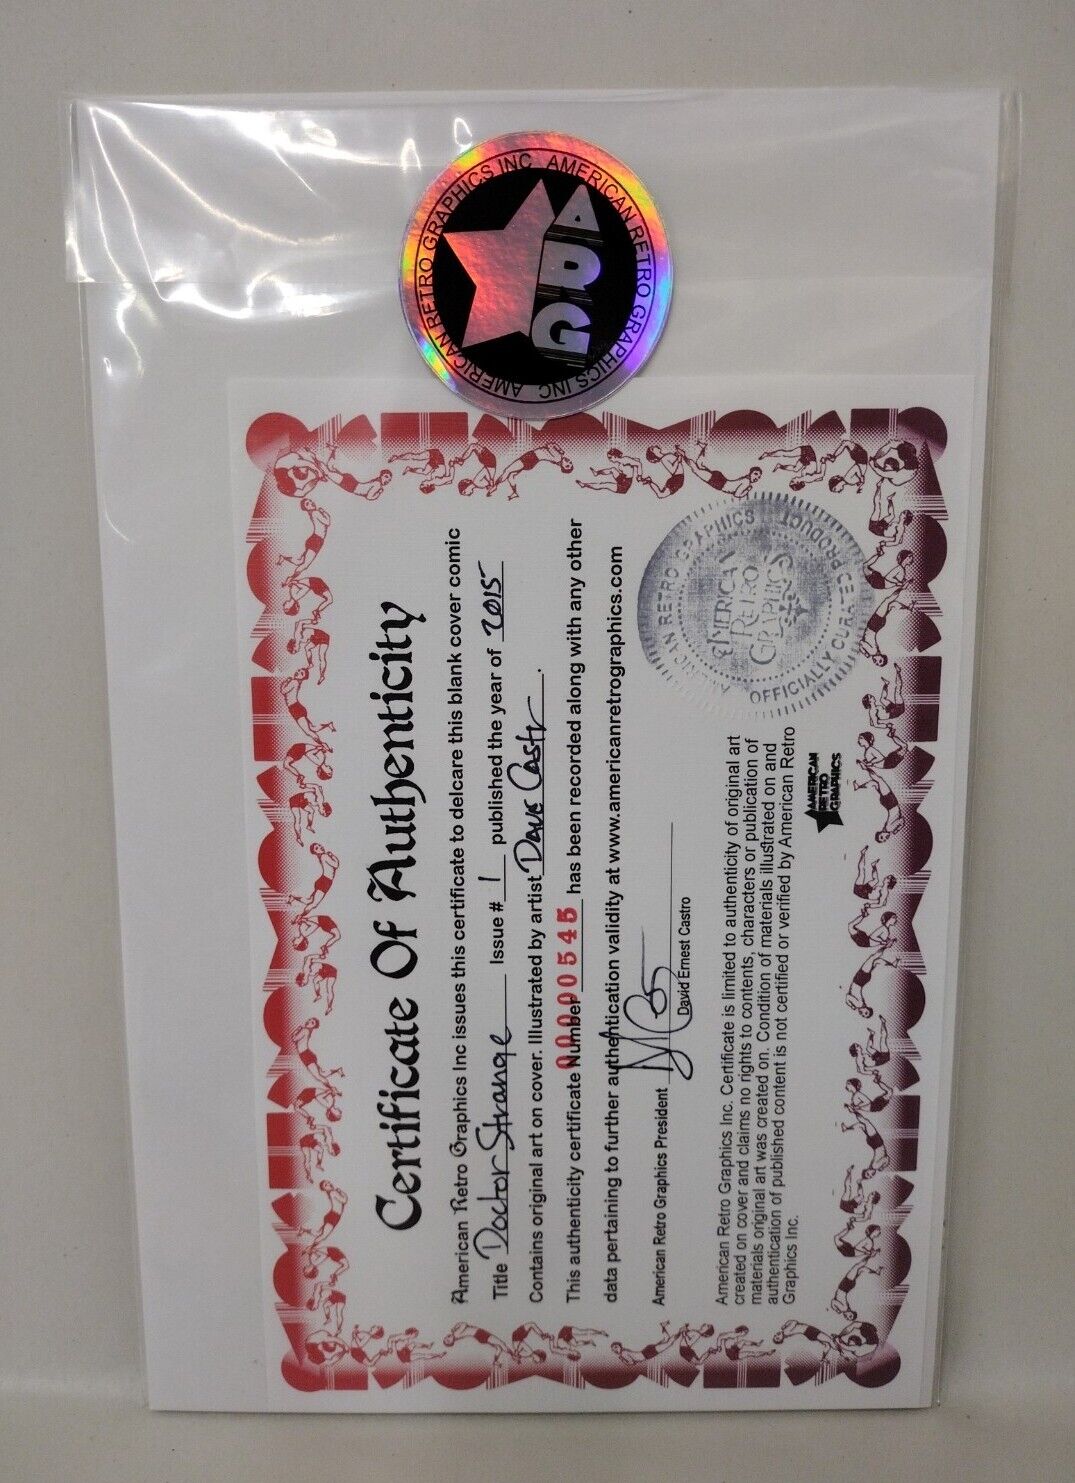 AMERICAN RETRO GRAPHICS INC AMERICAN RETRO GRAPHICS INC
ARG
Certificate Of Authenticity
American Retro Graphics Inc issues this certificate to delcare this blank cover comic
Title Doctor Strange Issue # 1 published the year of 2015
Contains original art on cover. Illustrated by artist Dave Castro.
This authenticity certificate Number 0000545 has been recorded along with any other
data pertaining to further authentication validity at www.americanretrographics.com
American Retro Graphics President
David Ernest Castro
American Retro Graphics Inc. Certificate is limited to authenticity of original art
created on cover and claims no rights to contents, characters or publication of
materials original art was created on. Condition of materials illustrated on and
authentication of published content is not certified or verified by American Retro
Graphics Inc.
AMERICAN RETRO GRAPHICS
OFFICIALLY CURATED PRODUCT
AMERICAN
RETRO
GRAPHICS
AMERICAN
RETRO
GRAPHICS